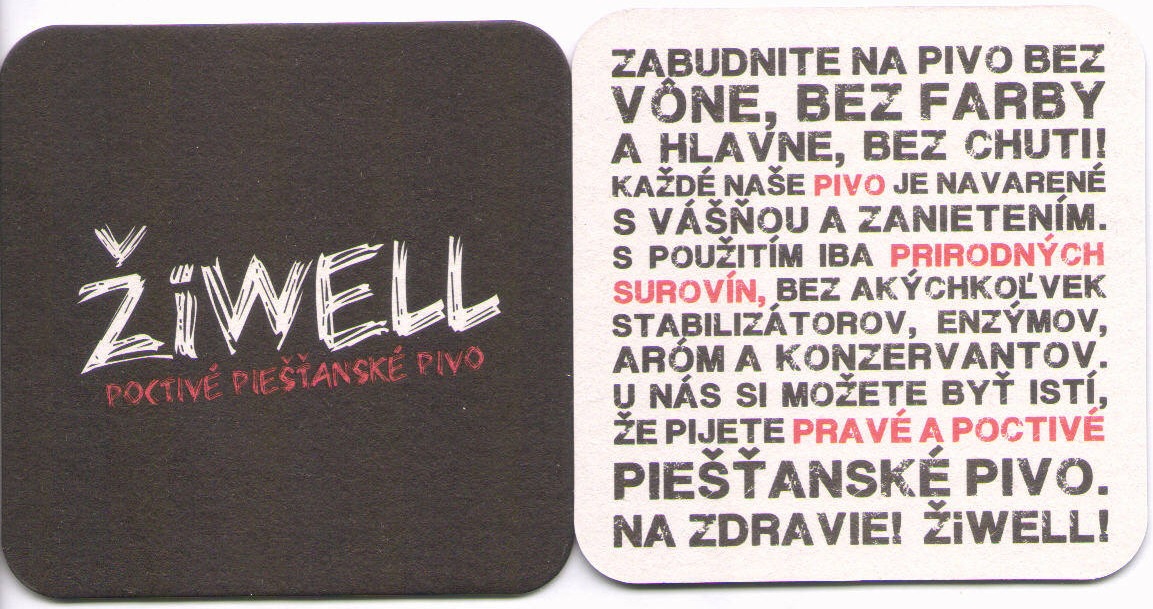 ŽiWELL
POCTIVÉ PIEŠŤANSKÉ PIVO
ZABUDNITE NA PIVO BEZ
VÔNE, BEZ FARBY
A HLAVNE, BEZ CHUTI!
KAŽDÉ NAŠE PIVO JE NAVARENÉ
S VÁŠŇOU A ZANIETENÍM.
S POUŽITÍM IBA PRIRODNÝCH
SUROVÍN, BEZ AKÝCHKOĽVEK
STABILIZÁTOROV, ENZÝMOV,
ARÓM A KONZERVANTOV.
U NÁS SI MOŽETE BYŤ ISTÍ,
ŽE PIJETE PRAVÉ A POCTIVÉ
PIEŠŤANSKÉ PIVO.
NA ZDRAVIE! ŽiWELL!